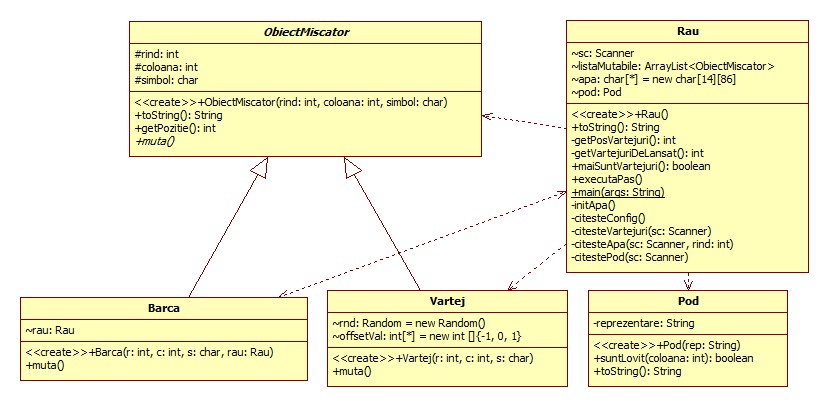 ObiectMiscator
#rind: int
#coloana: int
#simbol: char
<<create>>+ObiectMiscator(rind: int, coloana: int, simbol: char)
+toString(): String
+getPozitie(): int
+muta()
Rau
~sc: Scanner
~listaMutabile: ArrayList<ObiectMiscator>
~apa: char[*] = new char[14][86]
~pod: Pod
<<create>>+Rau()
+toString(): String
-getPosVartejuri(): int
-getVartejuriDeLansat(): int
+maiSuntVartejuri(): boolean
+executaPas()
+main(args: String)
-initApa()
-citesteConfig()
-citesteVartejuri(sc: Scanner)
-citesteApa(sc: Scanner, rind: int)
-citestePod(sc: Scanner)
Barca
~rau: Rau
<<create>>+Barca(r: int, c: int, s: char, rau: Rau)
+muta()
Vartej
~rnd: Random = new Random()
~offsetVal: int[*] = new int []{-1, 0, 1}
<<create>>+Vartej(r: int, c: int, s: char)
+muta()
Pod
-reprezentare: String
<<create>>+Pod(rep: String)
+suntLovit(coloana: int): boolean
+toString(): String